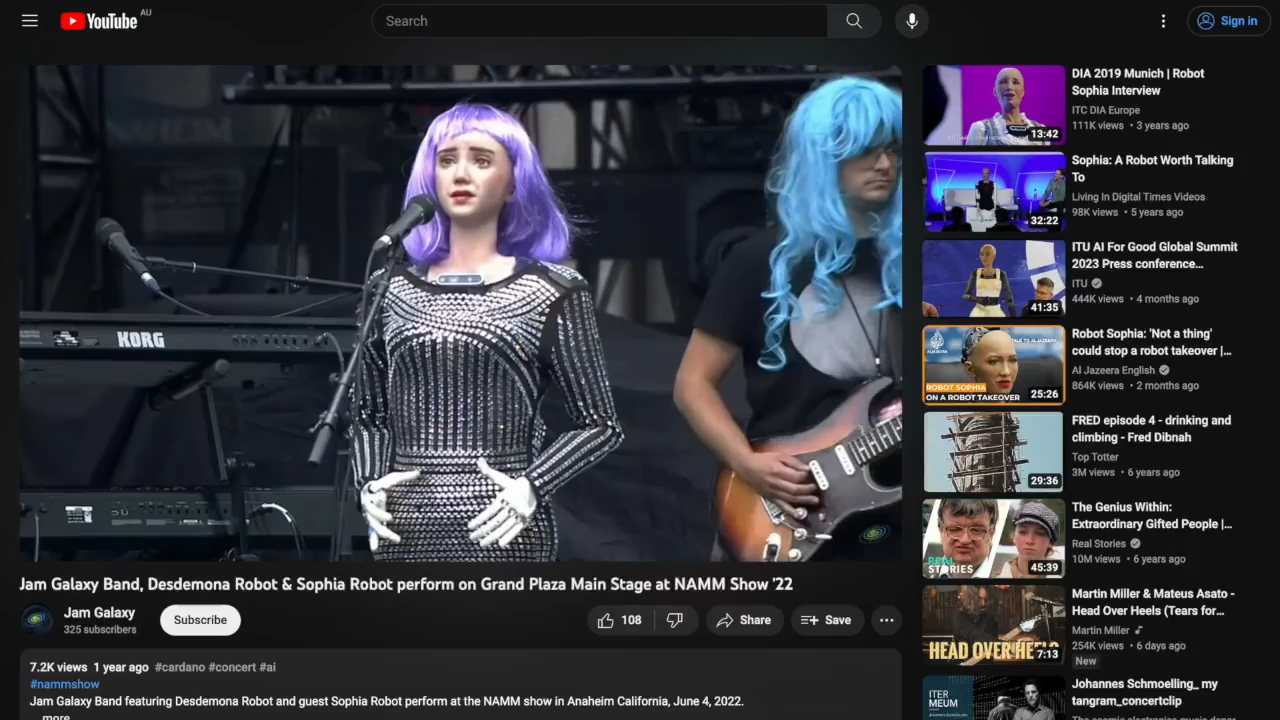 YouTube AU
Search
Sign in
KORG
Jam Galaxy Band, Desdemona Robot & Sophia Robot perform on Grand Plaza Main Stage at NAMM Show '22
Jam Galaxy
325 subscribers
Subscribe
108
Share
Save
7.2K views 1 year ago #cardano #concert #ai
#nammshow
Jam Galaxy Band featuring Desdemona Robot and guest Sophia Robot perform at the NAMM show in Anaheim California, June 4, 2022.
...more
13:42
DIA 2019 Munich | Robot
Sophia Interview
ITC DIA Europe
111K views • 3 years ago
32:22
Sophia: A Robot Worth Talking
To
Living In Digital Times Videos
98K views • 5 years ago
41:35
ITU AI For Good Global Summit
2023 Press conference...
ITU
444K views • 4 months ago
ALJAZEERA
TALK TO ALJAZEERA
ROBOT SOPHIA
ON A ROBOT TAKEOVER
25:26
Robot Sophia: 'Not a thing'
could stop a robot takeover |...
Al Jazeera English
864K views • 2 months ago
29:36
FRED episode 4 - drinking and
climbing - Fred Dibnah
Top Totter
3M views • 6 years ago
REAL
STORIES
45:39
The Genius Within:
Extraordinary Gifted People |...
Real Stories
10M views • 6 years ago
HEAD OVER HEELS
7:13
Martin Miller & Mateus Asato -
Head Over Heels (Tears for...
Martin Miller
254K views • 6 days ago
New
ITER
MEUM
Johannes Schmoelling_ my
tangram_concertclip